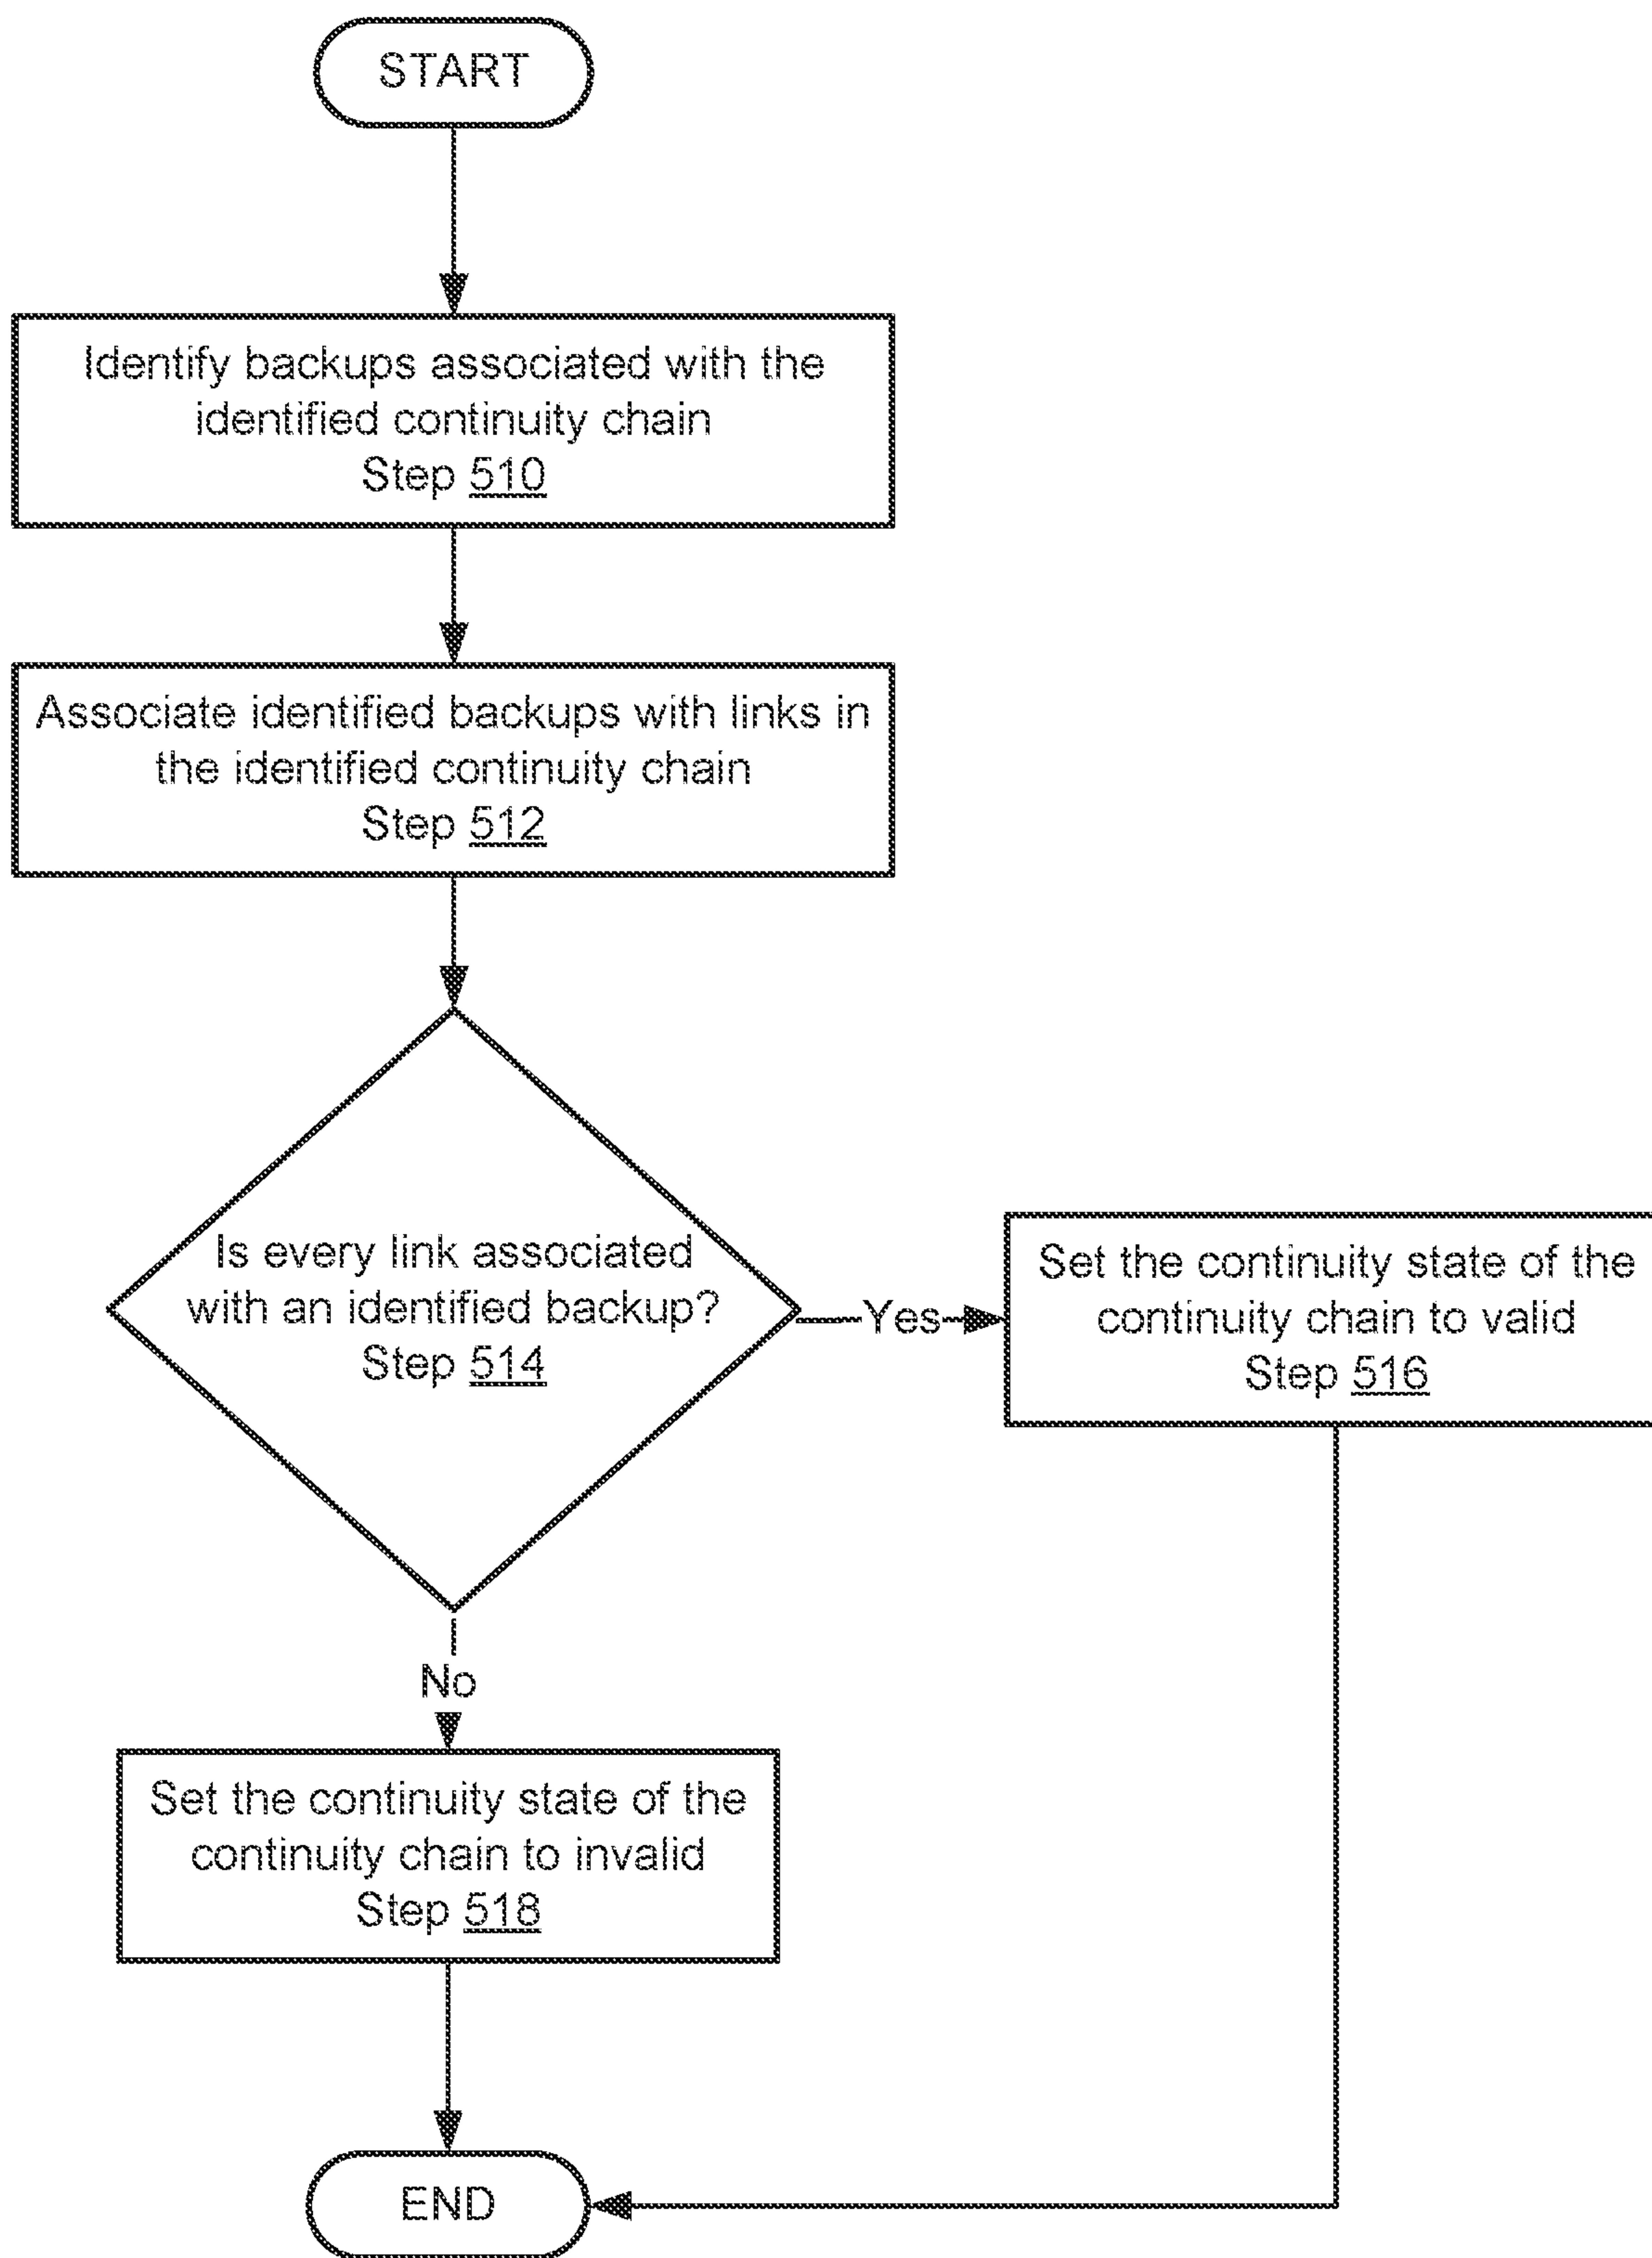 START
Identify backups associated with the
identified continuity chain
Step 510
Associate identified backups with links in
the identified continuity chain
Step 512
Is every link associated
with an identified backup?
Step 514
Yes
Set the continuity state of the
continuity chain to valid
Step 516
No
Set the continuity state of the
continuity chain to invalid
Step 518
END